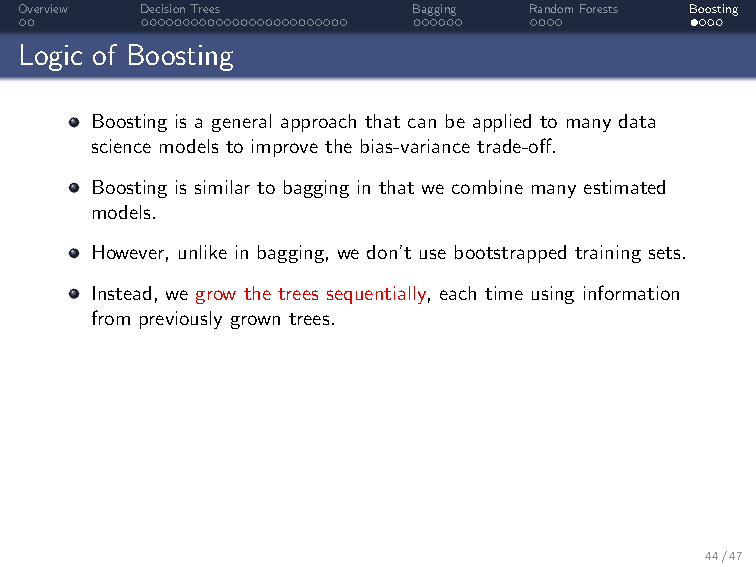 Overview Decision Trees Bagging Random Forests Boosting
Logic of Boosting
Boosting is a general approach that can be applied to many data
science models to improve the bias-variance trade-off.
Boosting is similar to bagging in that we combine many estimated
models.
However, unlike in bagging, we don't use bootstrapped training sets.
Instead, we grow the trees sequentially, each time using information
from previously grown trees.
44 / 47